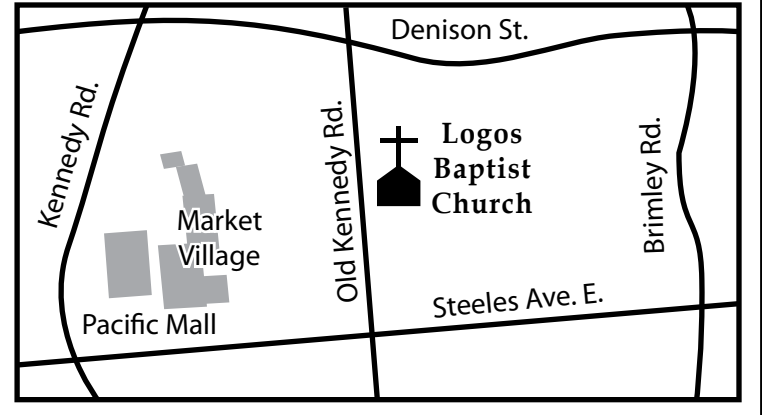 Denison St.
Kennedy Rd.
Old Kennedy Rd.
Logos
Baptist
Church
Brimley Rd.
Market
Village
Steeles Ave. E.
Pacific Mall